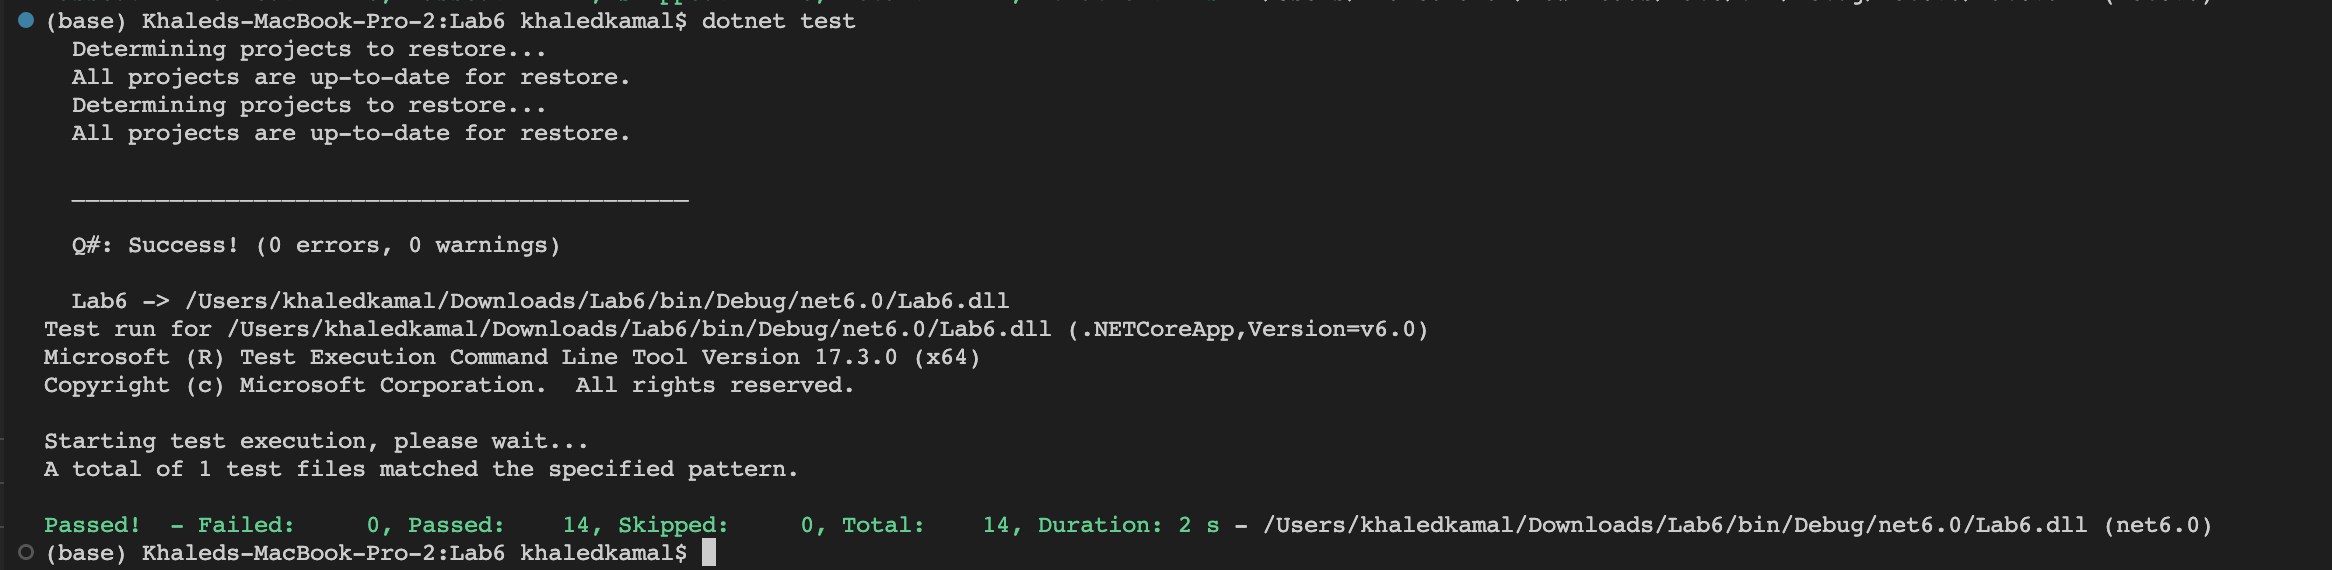 (base) Khaleds-MacBook-Pro-2:Lab6 khaledkamal$ dotnet test
Determining projects to restore...
All projects are up-to-date for restore.
Determining projects to restore...
All projects are up-to-date for restore.
____________________________________________
Q#: Success! (0 errors, 0 warnings)
Lab6 -> /Users/khaledkamal/Downloads/Lab6/bin/Debug/net6.0/Lab6.dll
Test run for /Users/khaledkamal/Downloads/Lab6/bin/Debug/net6.0/Lab6.dll (.NETCoreApp,Version=v6.0)
Microsoft (R) Test Execution Command Line Tool Version 17.3.0 (x64)
Copyright (c) Microsoft Corporation.  All rights reserved.
Starting test execution, please wait...
A total of 1 test files matched the specified pattern.
Passed!  - Failed:     0, Passed:    14, Skipped:     0, Total:    14, Duration: 2 s - /Users/khaledkamal/Downloads/Lab6/bin/Debug/net6.0/Lab6.dll (net6.0)
(base) Khaleds-MacBook-Pro-2:Lab6 khaledkamal$